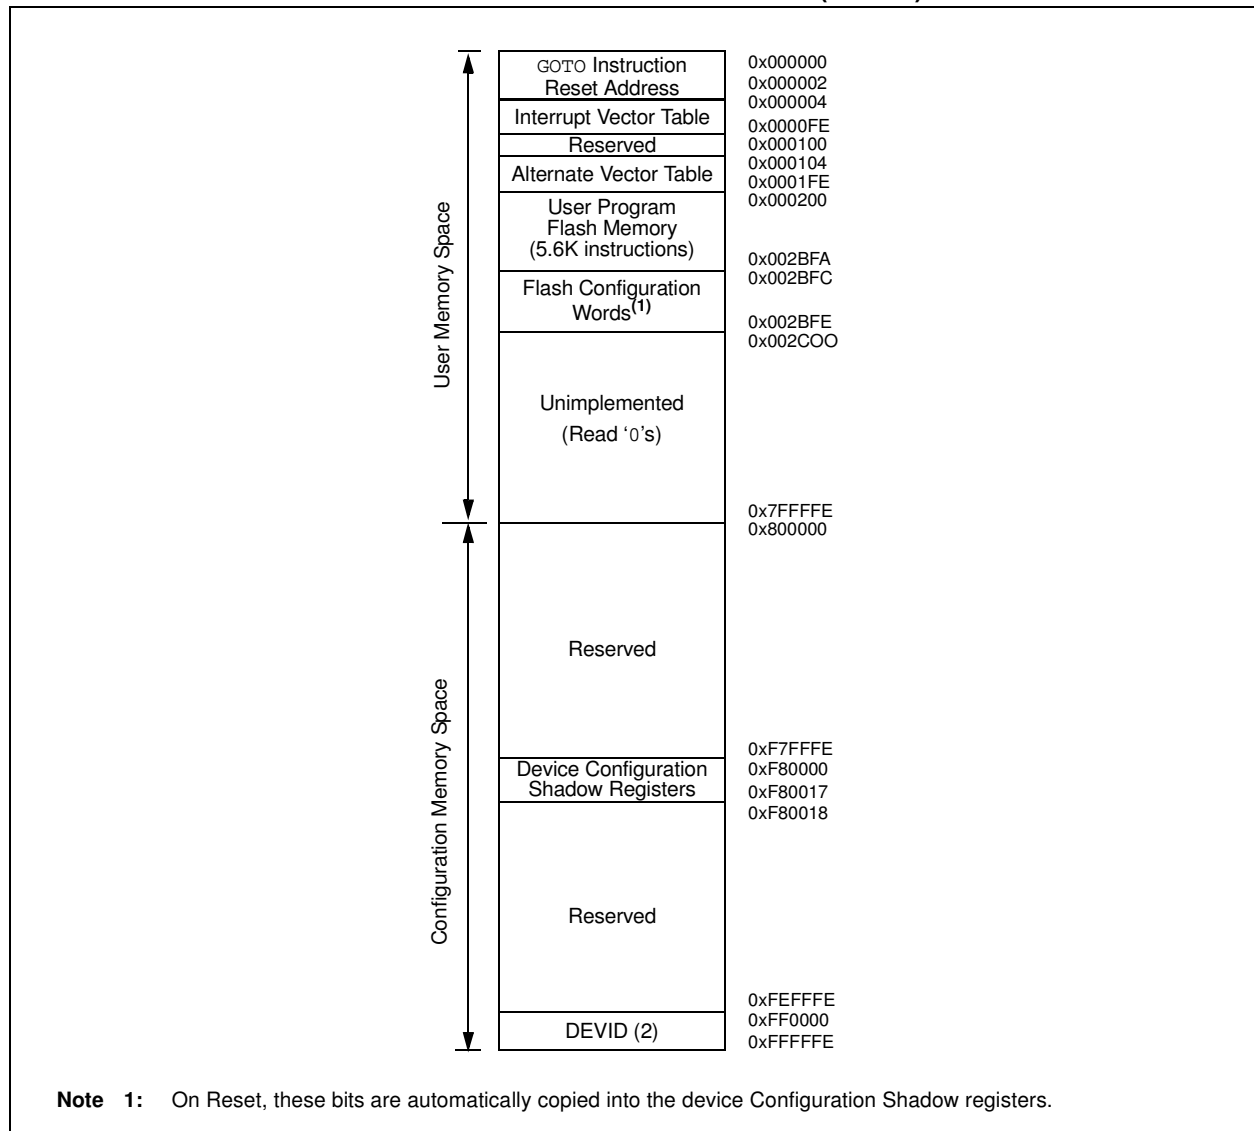 GOTO Instruction
Reset Address
0x000000
0x000002
0x000004
Interrupt Vector Table
0x0000FE
Reserved
0x000100
0x000104
Alternate Vector Table
0x0001FE
0x000200
User Program
Flash Memory
(5.6K instructions)
0x002BFA
0x002BFC
Flash Configuration
Words(1)
0x002BFE
0x002COO
Unimplemented
(Read ‘0’s)
0x7FFFFE
0x800000
User Memory Space
Reserved
0xF7FFFE
Device Configuration
Shadow Registers
0xF80000
0xF80017
0xF80018
Reserved
0xFEFFFE
0xFF0000
DEVID (2)
0xFFFFFE
Configuration Memory Space
Note 1: On Reset, these bits are automatically copied into the device Configuration Shadow registers.